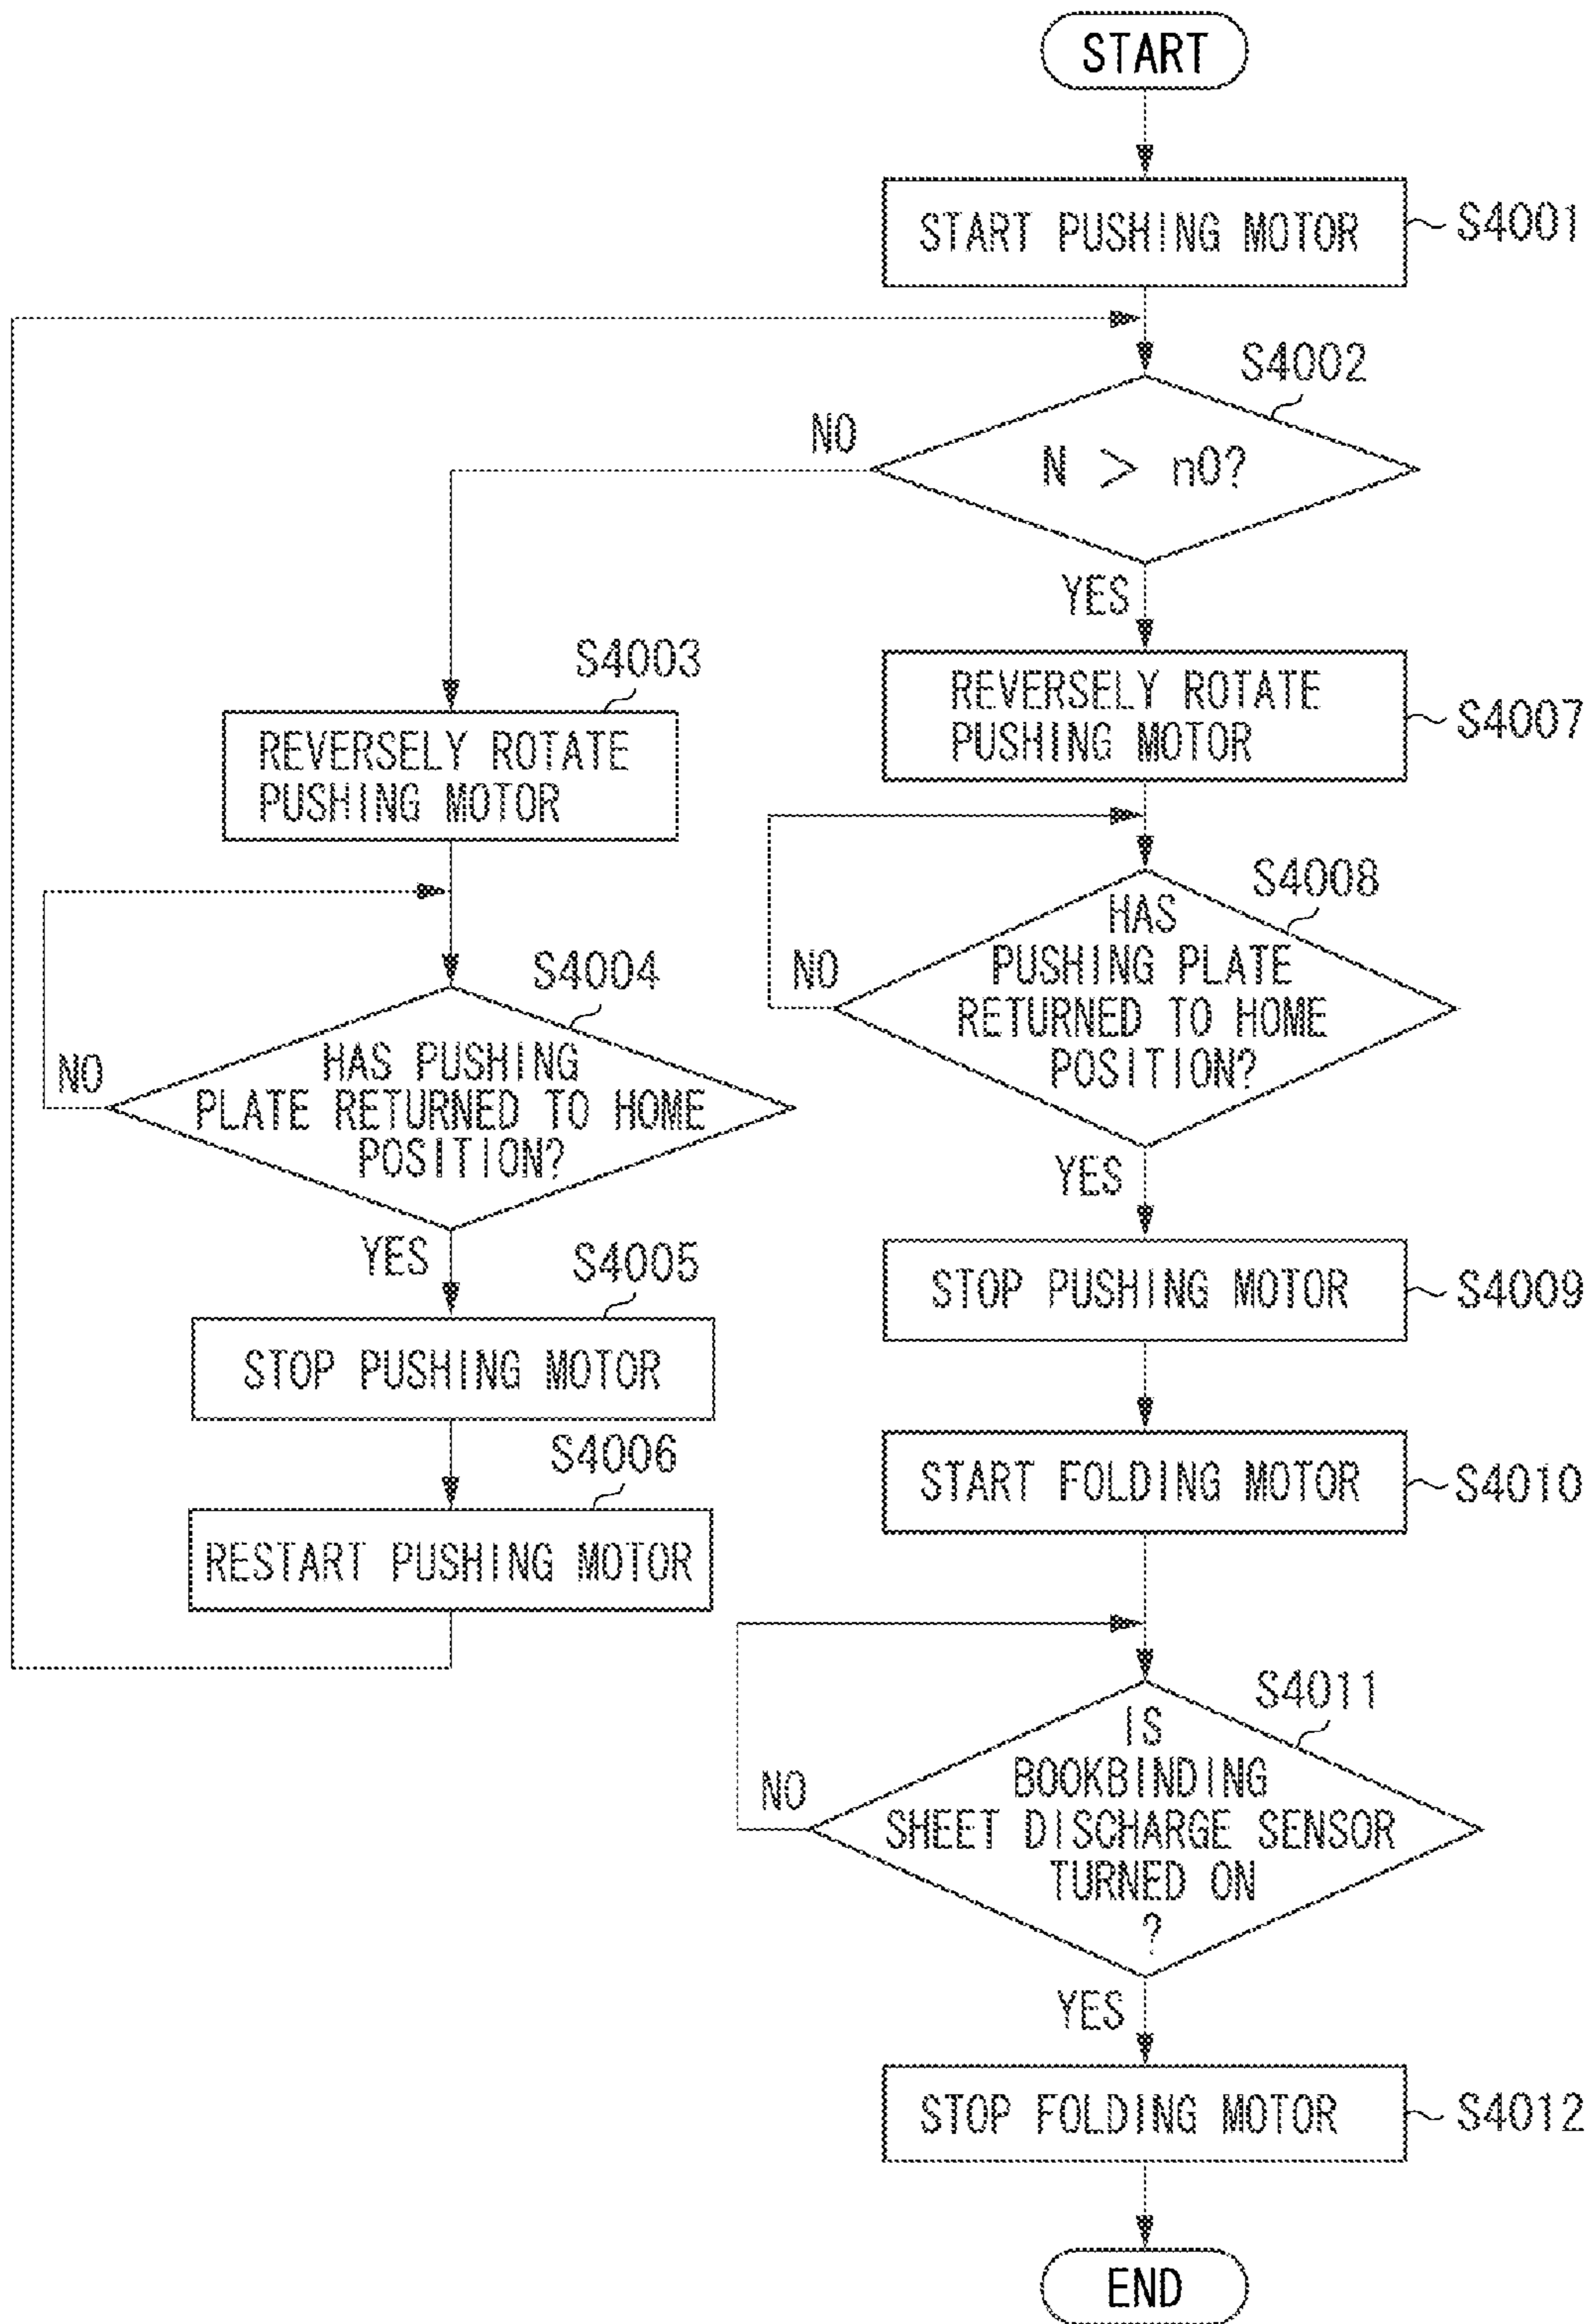 START
START PUSHING MOTOR
S4001
S4002
N > n0?
NO
YES
S4003
REVERSELY ROTATE
PUSHING MOTOR
REVERSELY ROTATE
PUSHING MOTOR
S4007
S4004
HAS PUSHING
PLATE RETURNED TO HOME
POSITION?
NO
YES
S4008
HAS
PUSHING PLATE
RETURNED TO HOME
POSITION?
NO
YES
S4005
STOP PUSHING MOTOR
S4006
RESTART PUSHING MOTOR
STOP PUSHING MOTOR
S4009
START FOLDING MOTOR
S4010
S4011
IS
BOOKBINDING
SHEET DISCHARGE SENSOR
TURNED ON
?
NO
YES
STOP FOLDING MOTOR
S4012
END